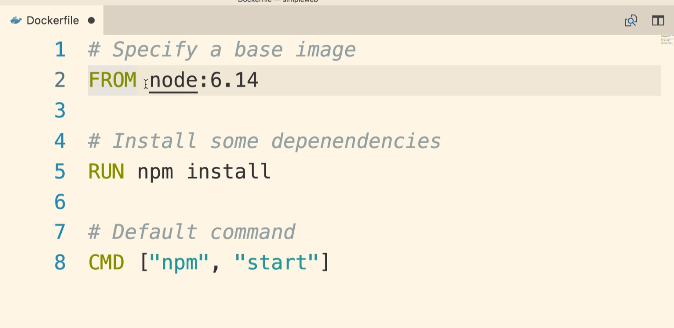 Dockerfile — simpleweb
Dockerfile
1 # Specify a base image
2 FROM node:6.14
3
4 # Install some depenendencies
5 RUN npm install
6
7 # Default command
8 CMD ["npm", "start"]